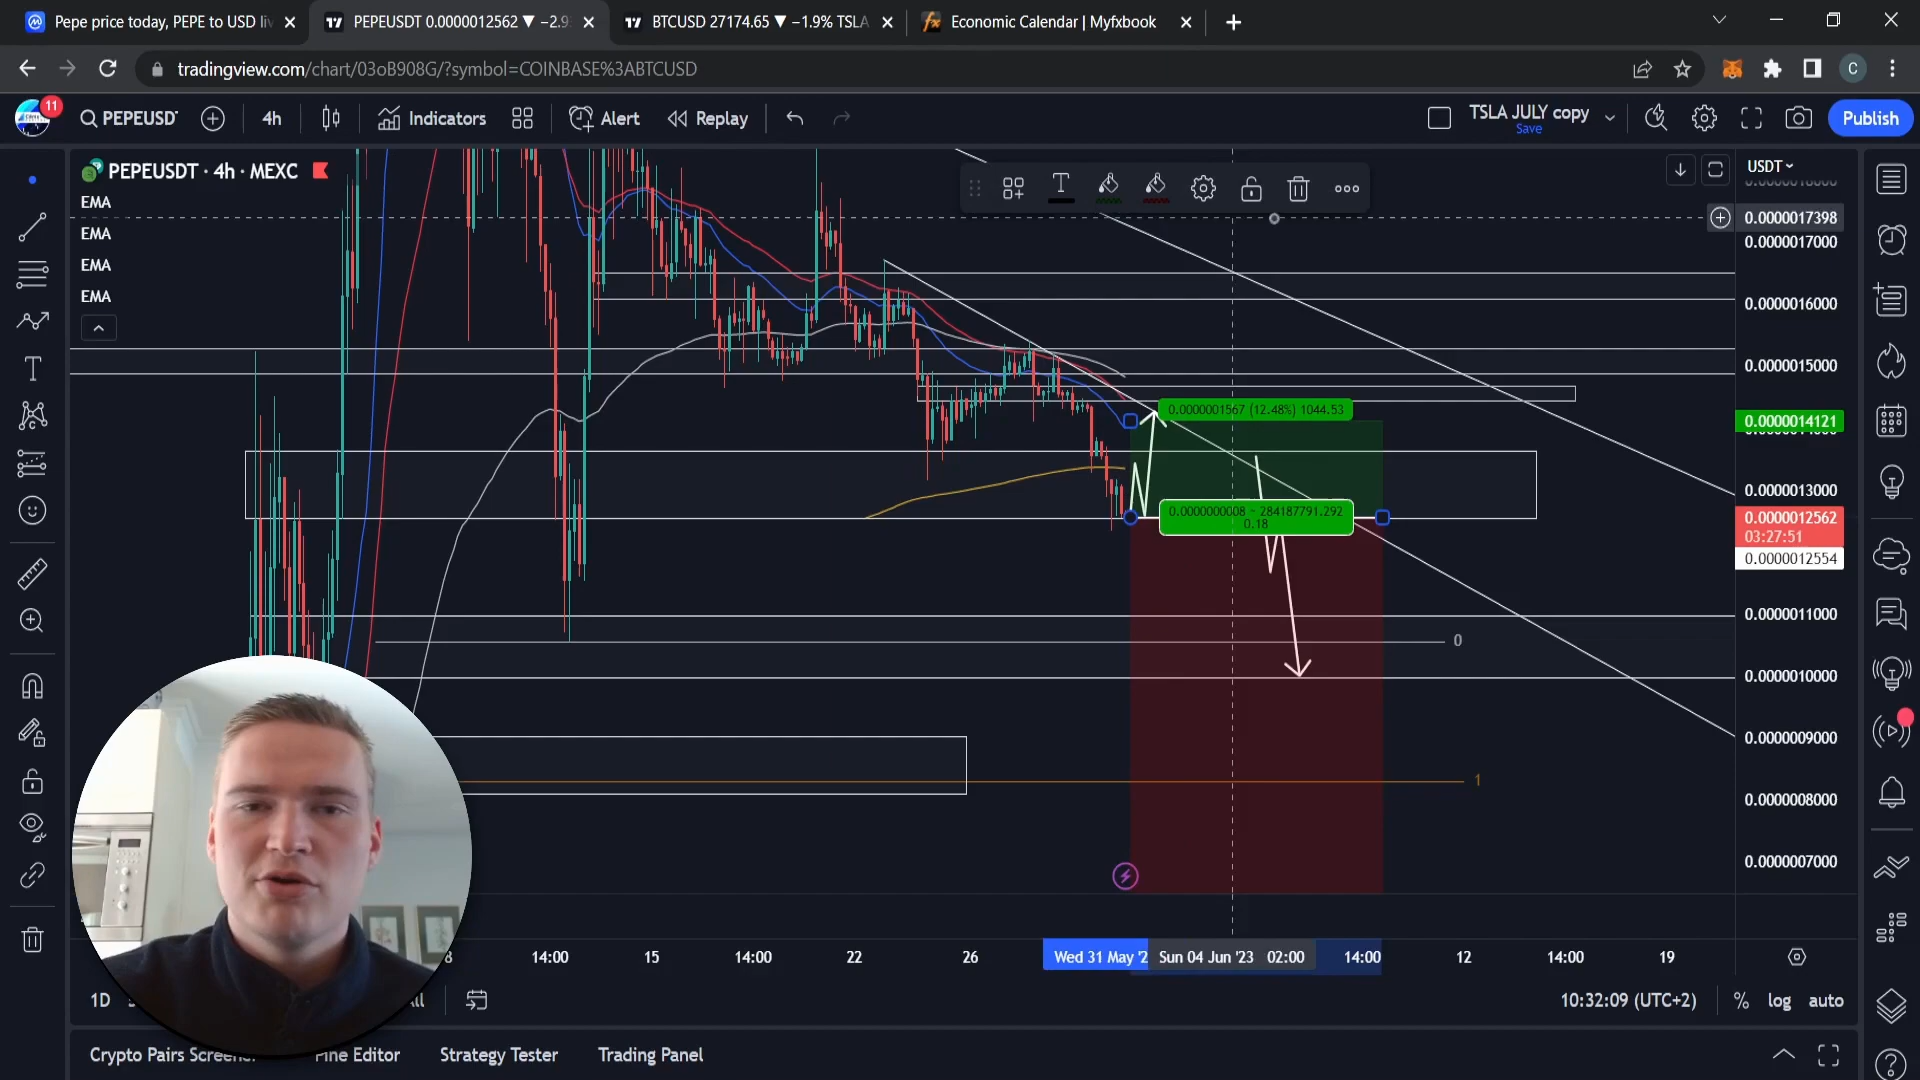 Pepe price today, PEPE to USD li
PEPEUSDT 0.0000012562 ▼ −2.9
BTCUSD 27174.65 ▼ −1.9% TSLA
Economic Calendar | Myfxbook
tradingview.com/chart/03oB908G/?symbol=COINBASE%3ABTCUSD
C
11
PEPEUSDT
4h
Indicators
Alert
Replay
TSLA JULY copy
Save
Publish
PEPEUSDT · 4h · MEXC
EMA
EMA
EMA
EMA
USDT
0.0000017398
0.0000017000
0.0000016000
0.0000015000
0.0000014121
0.0000013000
0.0000012562
03:27:51
0.0000012554
0.0000011000
0.0000010000
0.0000009000
0.0000008000
0.0000007000
0.0000001567 (12.48%) 1044.53
0.0000000008 ~ 284187791.292
0.18
0
1
8
14:00
15
14:00
22
26
Wed 31 May '2
Sun 04 Jun '23 02:00
14:00
12
14:00
19
1D
All
10:32:09 (UTC+2)
%
log
auto
Crypto Pairs Screener
Pine Editor
Strategy Tester
Trading Panel